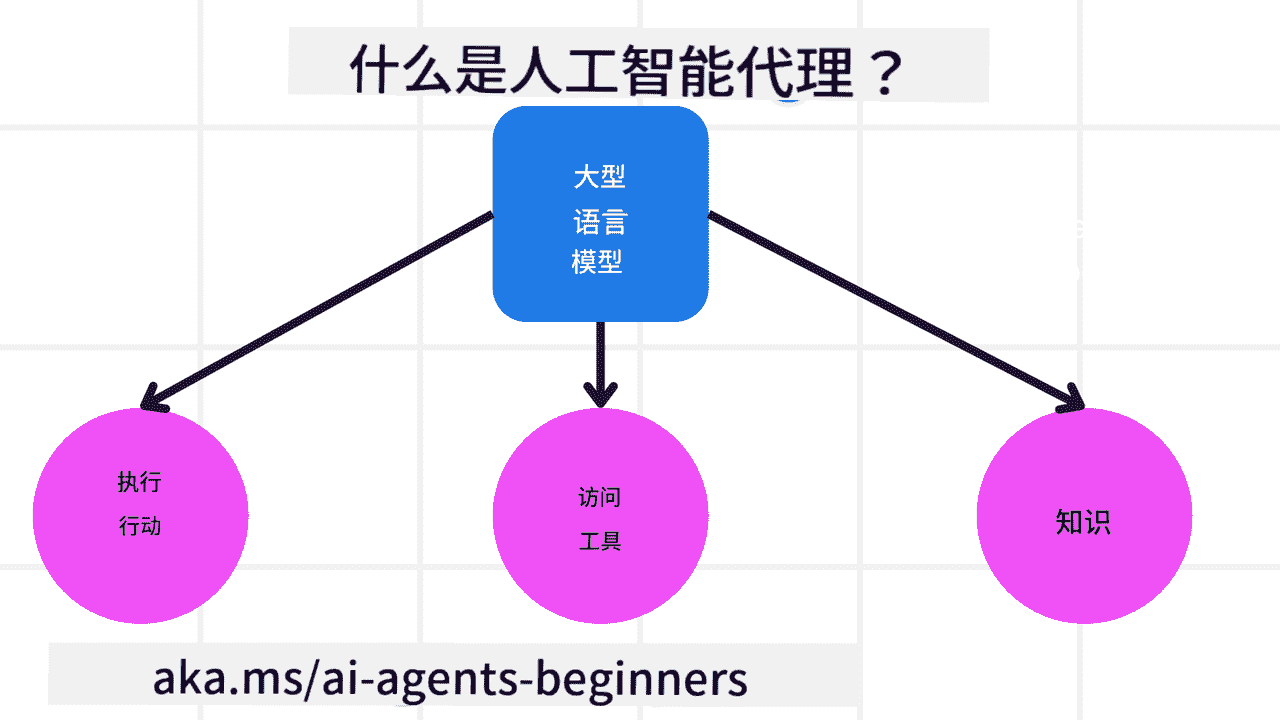 什么是人工智能代理？
大型
语言
模型
执行
行动
访问
工具
知识
aka.ms/ai-agents-beginners